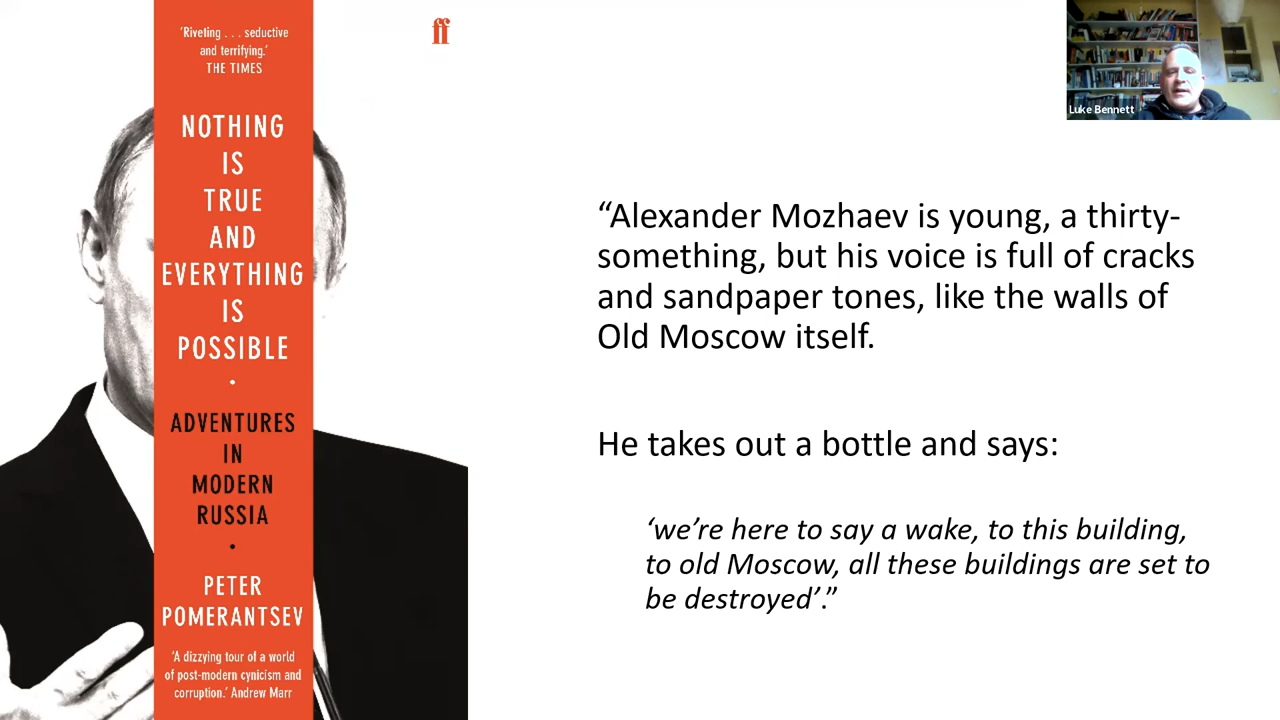 'Riveting . . . seductive
and terrifying.'
THE TIMES
ff
NOTHING
IS
TRUE
AND
EVERYTHING
IS
POSSIBLE
•
ADVENTURES
IN
MODERN
RUSSIA
•
PETER
POMERANTSEV
'A dizzying tour of a world
of post-modern cynicism and
corruption.' Andrew Marr
Luke Bennett
“Alexander Mozhaev is young, a thirty-
something, but his voice is full of cracks
and sandpaper tones, like the walls of
Old Moscow itself.
He takes out a bottle and says:
‘we’re here to say a wake, to this building,
to old Moscow, all these buildings are set to
be destroyed’.”